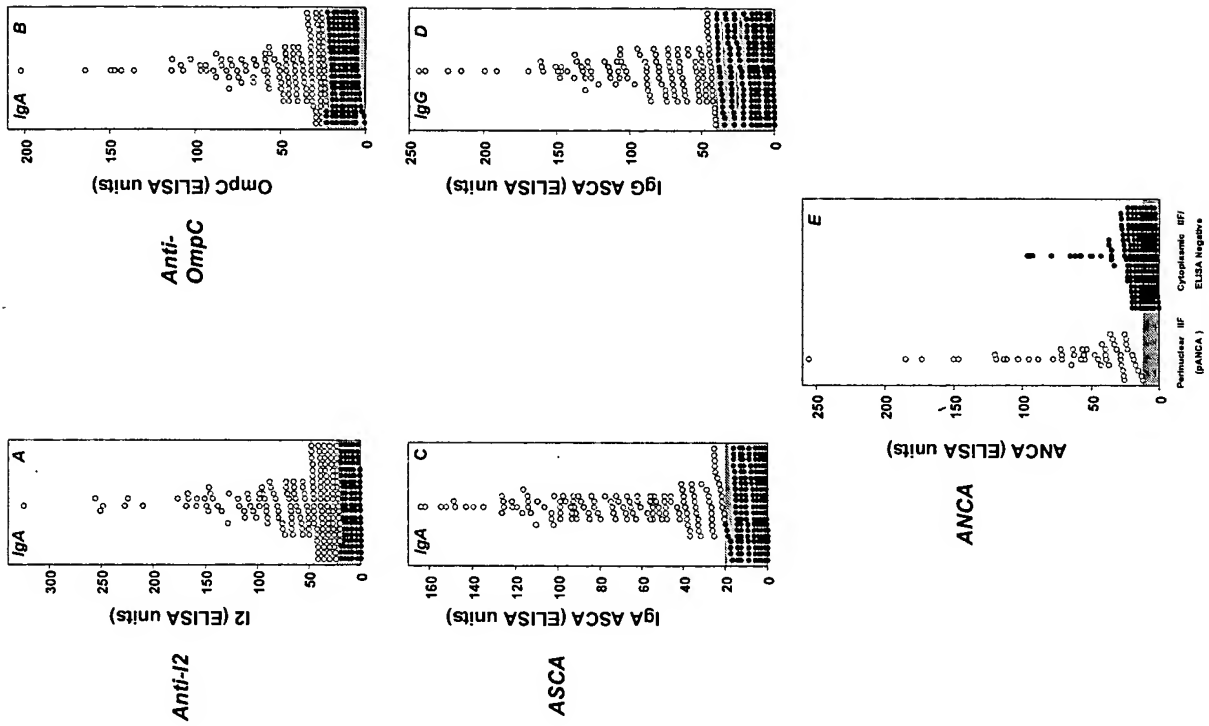 Anti-I2
I2 (ELISA units)
IgA
A
300
250
200
150
100
50
0
Anti-
OmpC
OmpC (ELISA units)
IgA
B
200
150
100
50
0
ASCA
IgA ASCA (ELISA units)
IgA
C
160
140
120
100
80
60
40
20
0
IgG ASCA (ELISA units)
IgG
D
250
200
150
100
50
0
ANCA
ANCA (ELISA units)
E
250
200
150
100
50
0
Perinuclear IIF
(pANCA)
Cytoplasmic IIF/
ELISA Negative